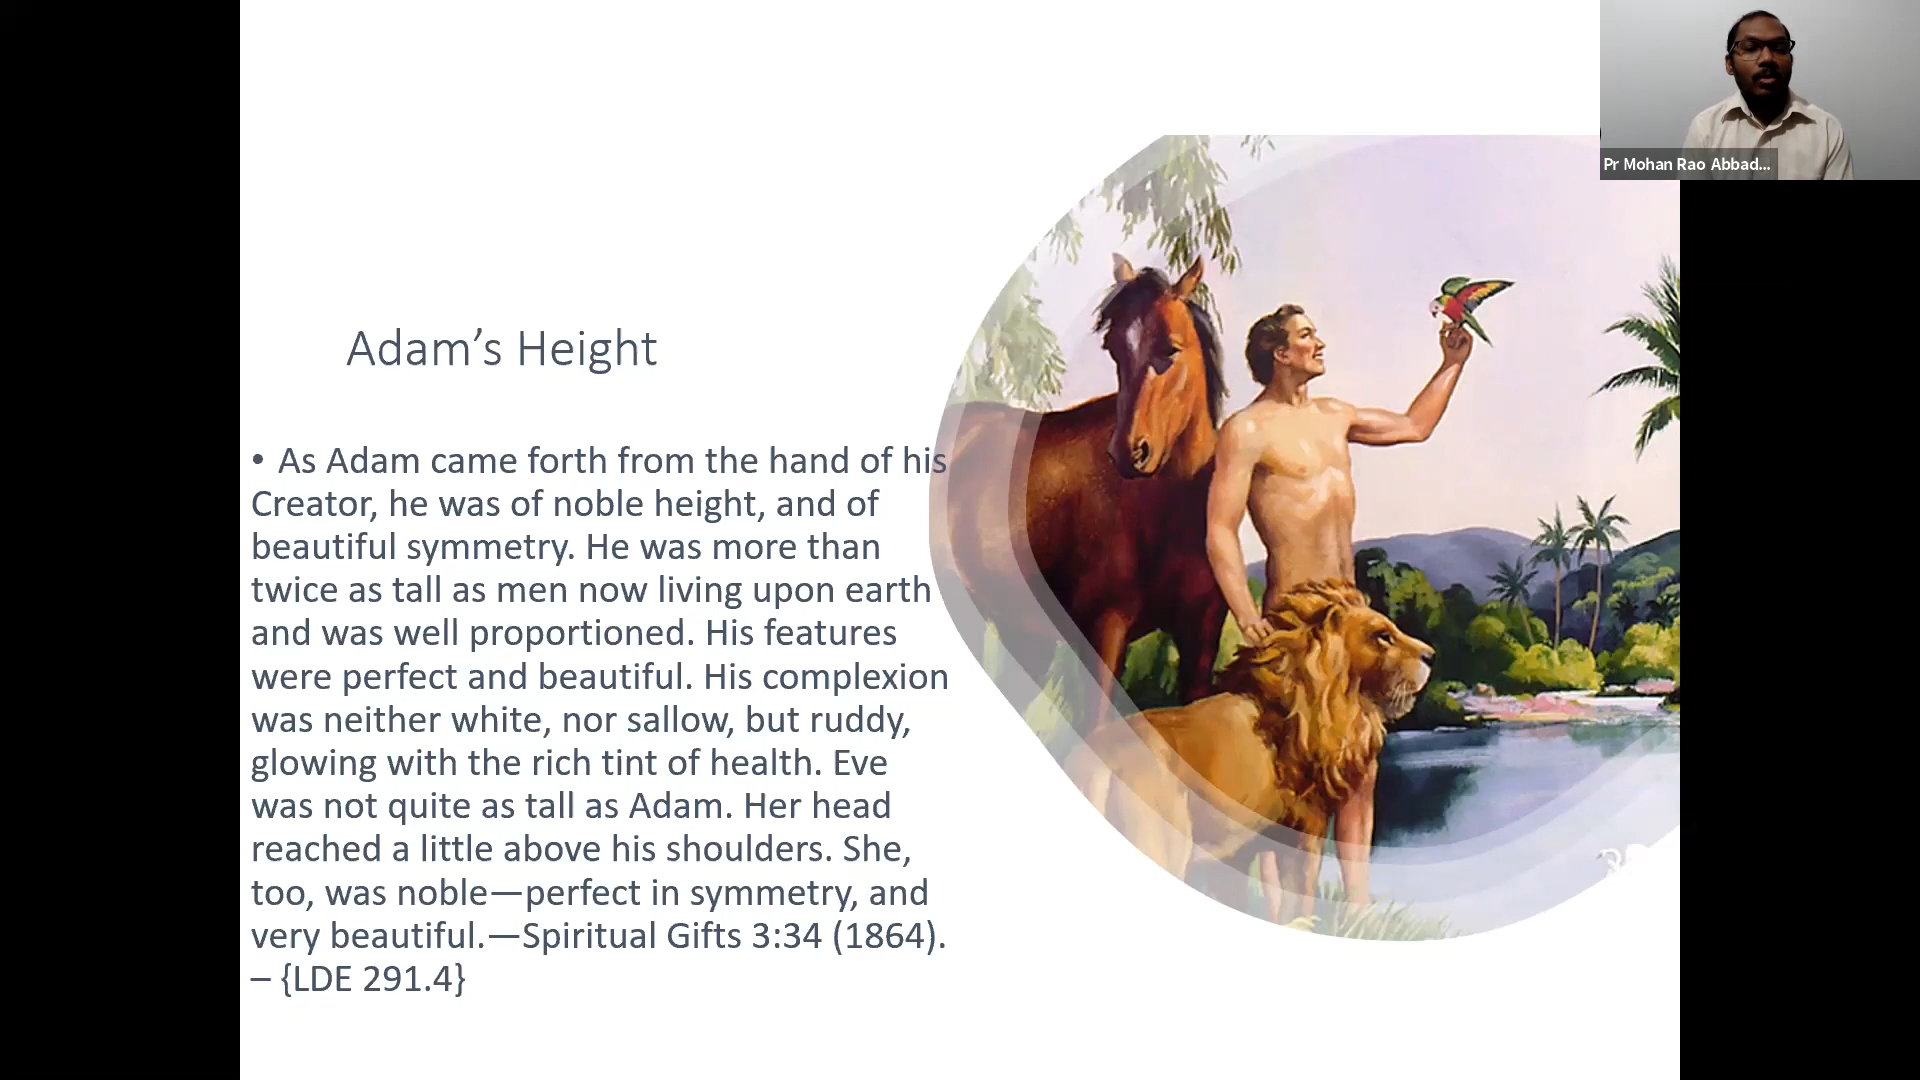 Pr Mohan Rao Abbad...
Adam’s Height
• As Adam came forth from the hand of his
Creator, he was of noble height, and of
beautiful symmetry. He was more than
twice as tall as men now living upon earth
and was well proportioned. His features
were perfect and beautiful. His complexion
was neither white, nor sallow, but ruddy,
glowing with the rich tint of health. Eve
was not quite as tall as Adam. Her head
reached a little above his shoulders. She,
too, was noble—perfect in symmetry, and
very beautiful.—Spiritual Gifts 3:34 (1864).
– {LDE 291.4}